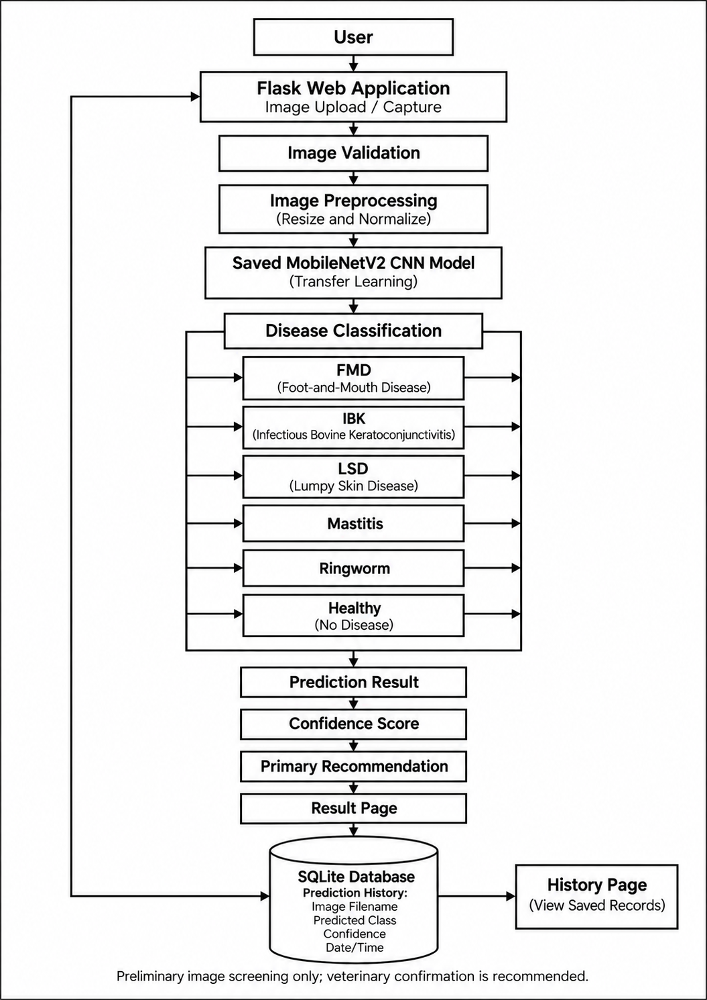 User
Flask Web Application
Image Upload / Capture
Image Validation
Image Preprocessing
(Resize and Normalize)
Saved MobileNetV2 CNN Model
(Transfer Learning)
Disease Classification
FMD
(Foot-and-Mouth Disease)
IBK
(Infectious Bovine Keratoconjunctivitis)
LSD
(Lumpy Skin Disease)
Mastitis
Ringworm
Healthy
(No Disease)
Prediction Result
Confidence Score
Primary Recommendation
Result Page
SQLite Database
Prediction History:
Image Filename
Predicted Class
Confidence
Date/Time
History Page
(View Saved Records)
Preliminary image screening only; veterinary confirmation is recommended.